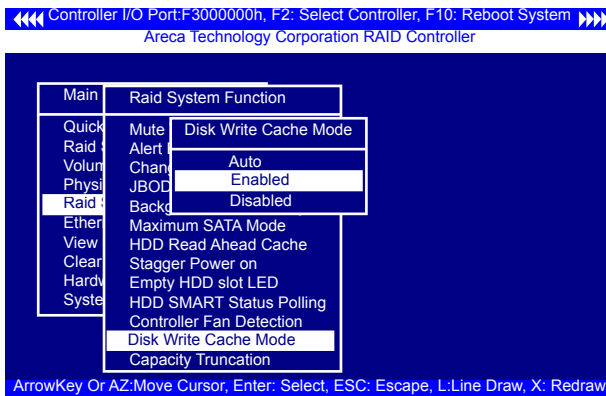 Controller I/O Port:F3000000h, F2: Select Controller, F10: Reboot System
Areca Technology Corporation RAID Controller
Main
Raid System Function
Disk Write Cache Mode
Auto
Enabled
Disabled
Quick
Raid
Volum
Physi
Raid
Ether
View
Clear
Hardw
Syste
Mute
Alert
Chang
JBOD
Backg
Maximum SATA Mode
HDD Read Ahead Cache
Stagger Power on
Empty HDD slot LED
HDD SMART Status Polling
Controller Fan Detection
Disk Write Cache Mode
Capacity Truncation
ArrowKey Or AZ:Move Cursor, Enter: Select, ESC: Escape, L:Line Draw, X: Redraw